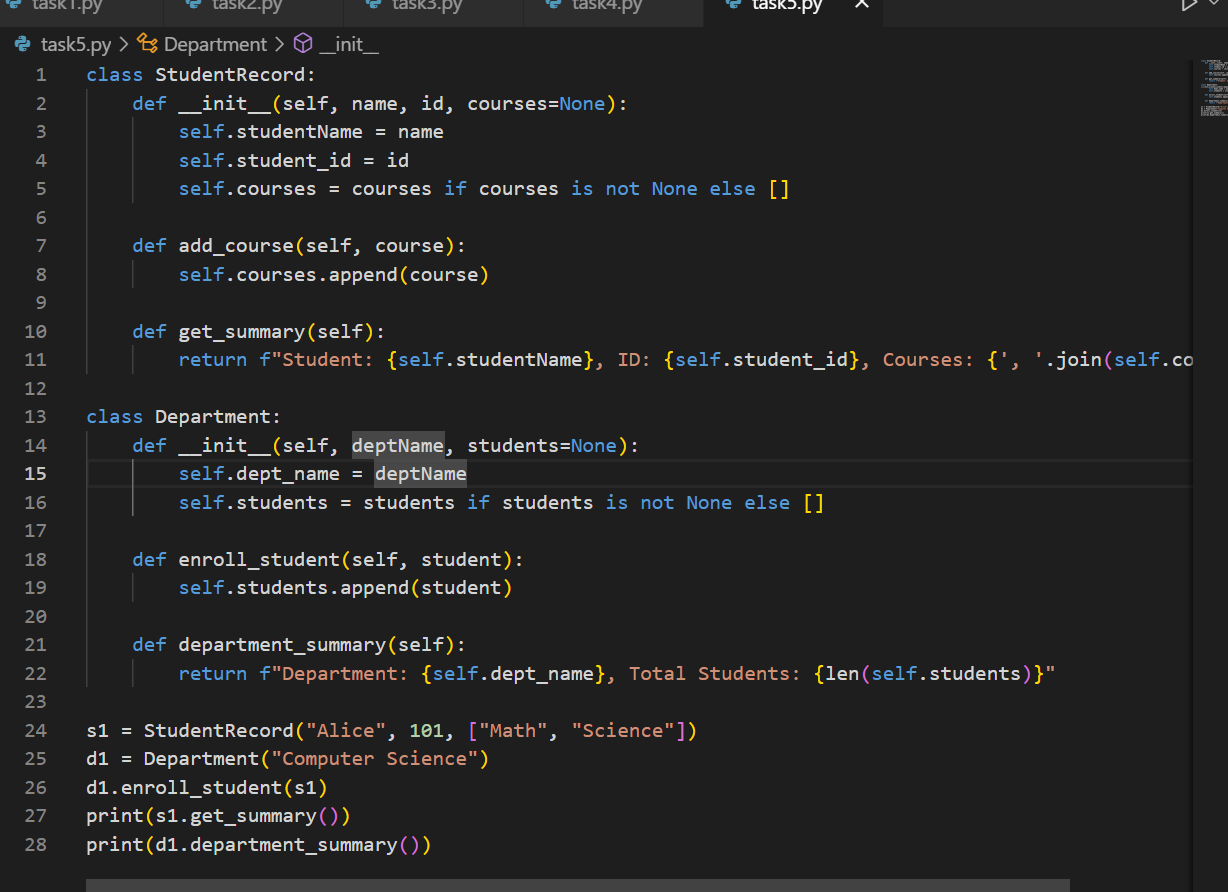 task1.py task2.py task3.py task4.py task5.py
task5.py > Department > __init__
1 class StudentRecord:
2     def __init__(self, name, id, courses=None):
3         self.studentName = name
4         self.student_id = id
5         self.courses = courses if courses is not None else []
6
7     def add_course(self, course):
8         self.courses.append(course)
9
10     def get_summary(self):
11         return f"Student: {self.studentName}, ID: {self.student_id}, Courses: {', '.join(self.co
12
13 class Department:
14     def __init__(self, deptName, students=None):
15         self.dept_name = deptName
16         self.students = students if students is not None else []
17
18     def enroll_student(self, student):
19         self.students.append(student)
20
21     def department_summary(self):
22         return f"Department: {self.dept_name}, Total Students: {len(self.students)}"
23
24 s1 = StudentRecord("Alice", 101, ["Math", "Science"])
25 d1 = Department("Computer Science")
26 d1.enroll_student(s1)
27 print(s1.get_summary())
28 print(d1.department_summary())